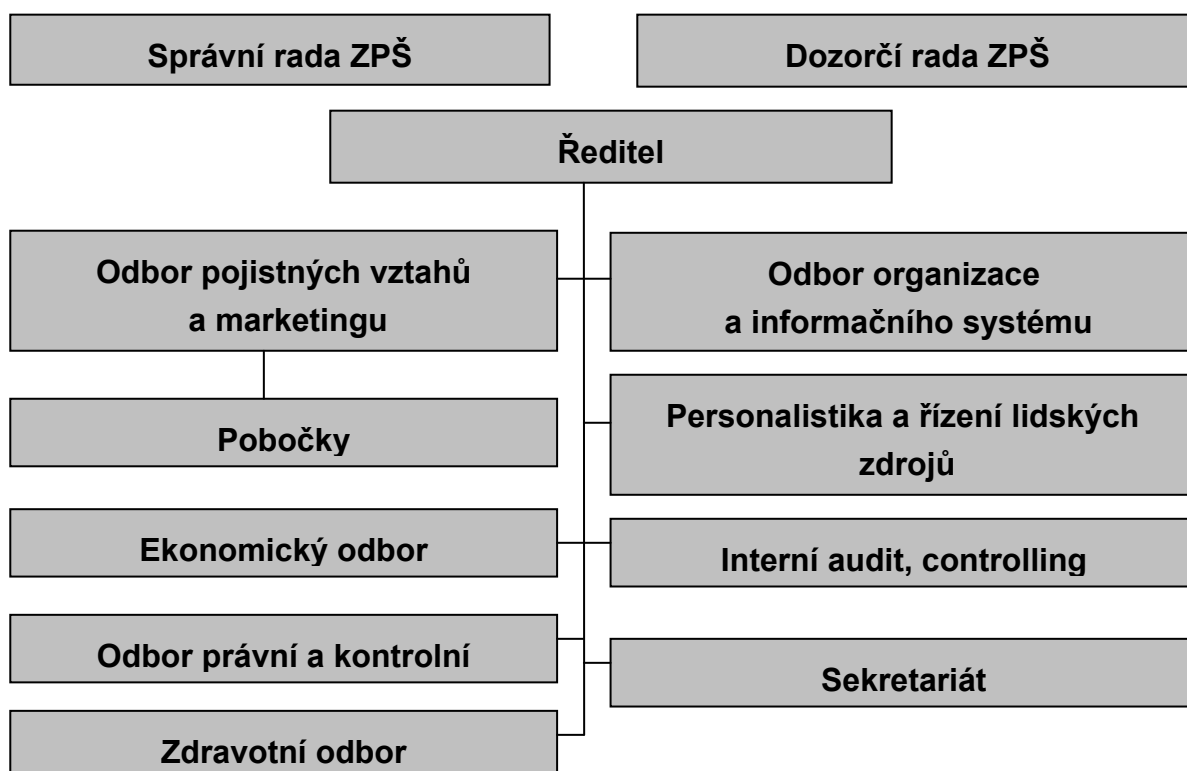 Správní rada ZPŠ
Dozorčí rada ZPŠ
Ředitel
Odbor pojistných vztahů
a marketingu
Odbor organizace
a informačního systému
Pobočky
Personalistika a řízení lidských
zdrojů
Ekonomický odbor
Interní audit, controlling
Odbor právní a kontrolní
Sekretariát
Zdravotní odbor